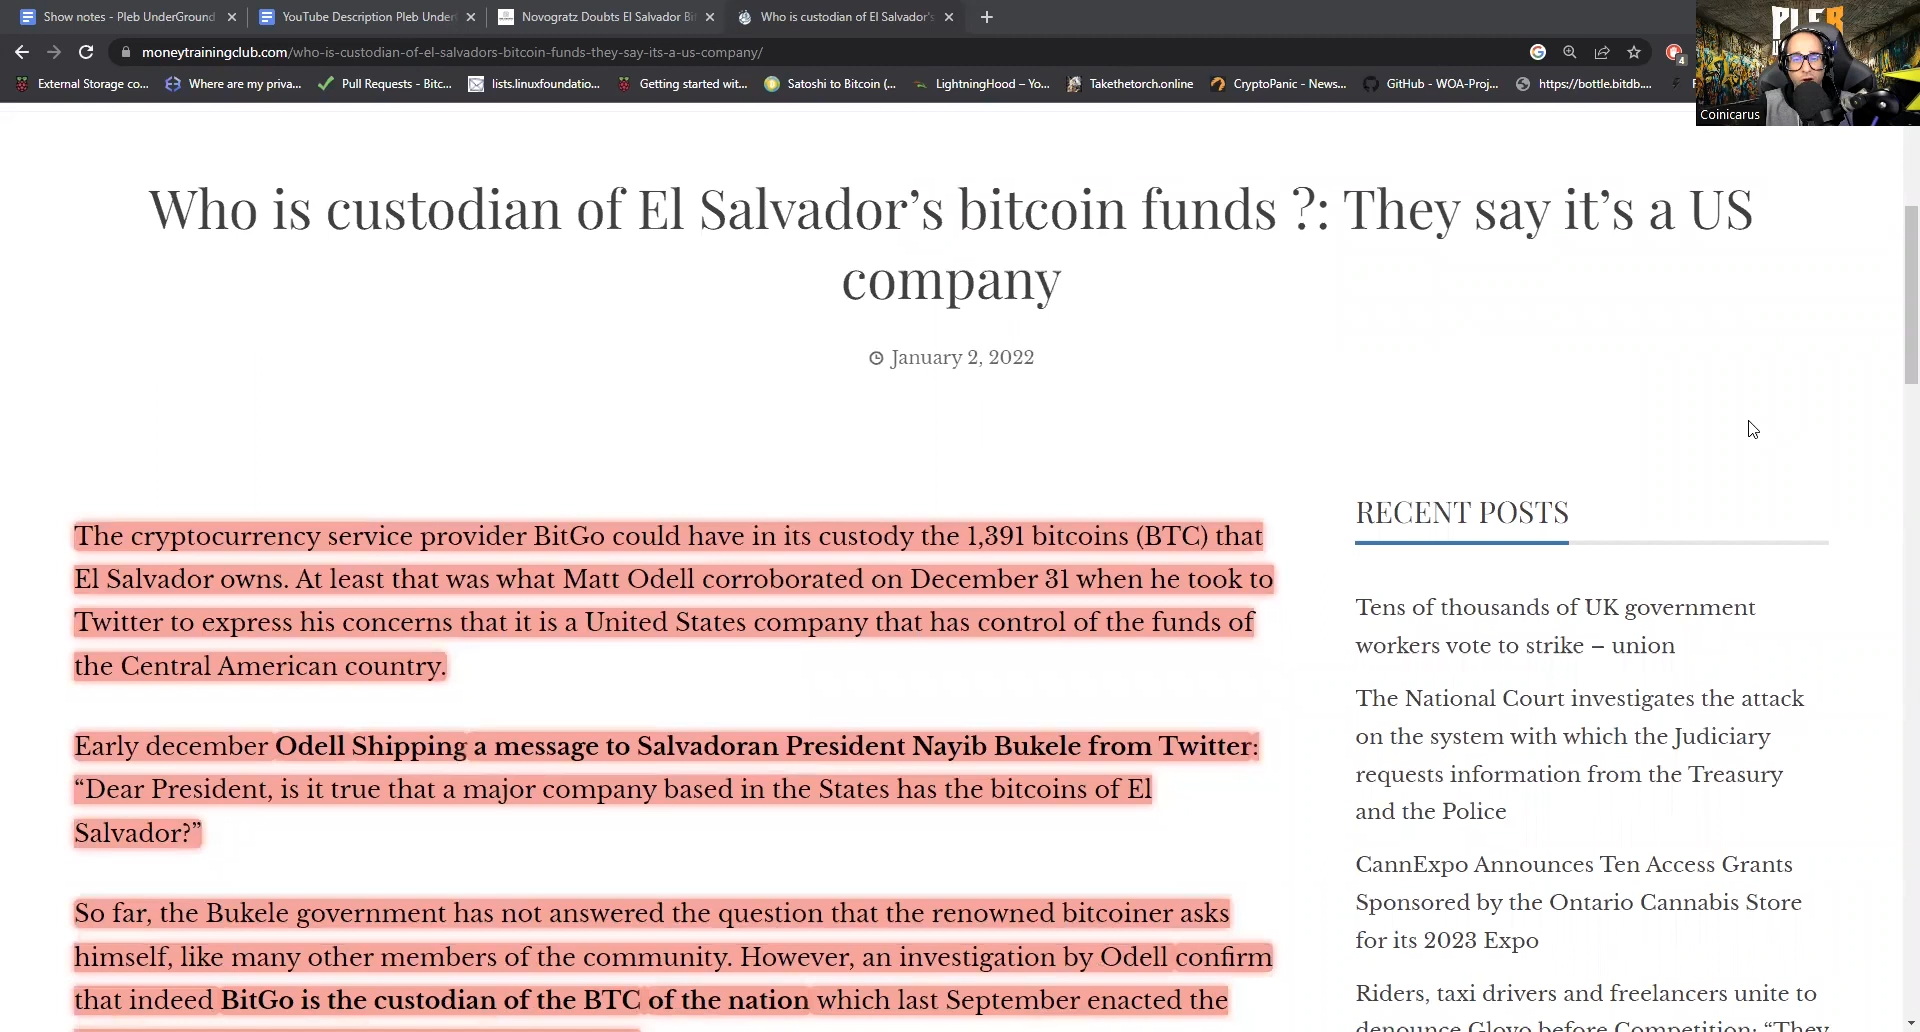 Show notes - Pleb UnderGround
YouTube Description Pleb Under
Novogratz Doubts El Salvador Bi
Who is custodian of El Salvador's
moneytrainingclub.com/who-is-custodian-of-el-salvadors-bitcoin-funds-they-say-its-a-us-company/
4
External Storage co...
Where are my priva...
Pull Requests - Bitc...
lists.linuxfoundatio...
Getting started wit...
Satoshi to Bitcoin (...
LightningHood – Yo...
Takethetorch.online
CryptoPanic - News...
GitHub - WOA-Proj...
https://bottle.bitdb....
Coinicarus
Who is custodian of El Salvador’s bitcoin funds ?: They say it’s a US
company
January 2, 2022
The cryptocurrency service provider BitGo could have in its custody the 1,391 bitcoins (BTC) that
El Salvador owns. At least that was what Matt Odell corroborated on December 31 when he took to
Twitter to express his concerns that it is a United States company that has control of the funds of
the Central American country.
Early december Odell Shipping a message to Salvadoran President Nayib Bukele from Twitter:
“Dear President, is it true that a major company based in the States has the bitcoins of El
Salvador?”
So far, the Bukele government has not answered the question that the renowned bitcoiner asks
himself, like many other members of the community. However, an investigation by Odell confirm
that indeed BitGo is the custodian of the BTC of the nation which last September enacted the
RECENT POSTS
Tens of thousands of UK government
workers vote to strike – union
The National Court investigates the attack
on the system with which the Judiciary
requests information from the Treasury
and the Police
CannExpo Announces Ten Access Grants
Sponsored by the Ontario Cannabis Store
for its 2023 Expo
Riders, taxi drivers and freelancers unite to
denounce Glovo before Competition: “They